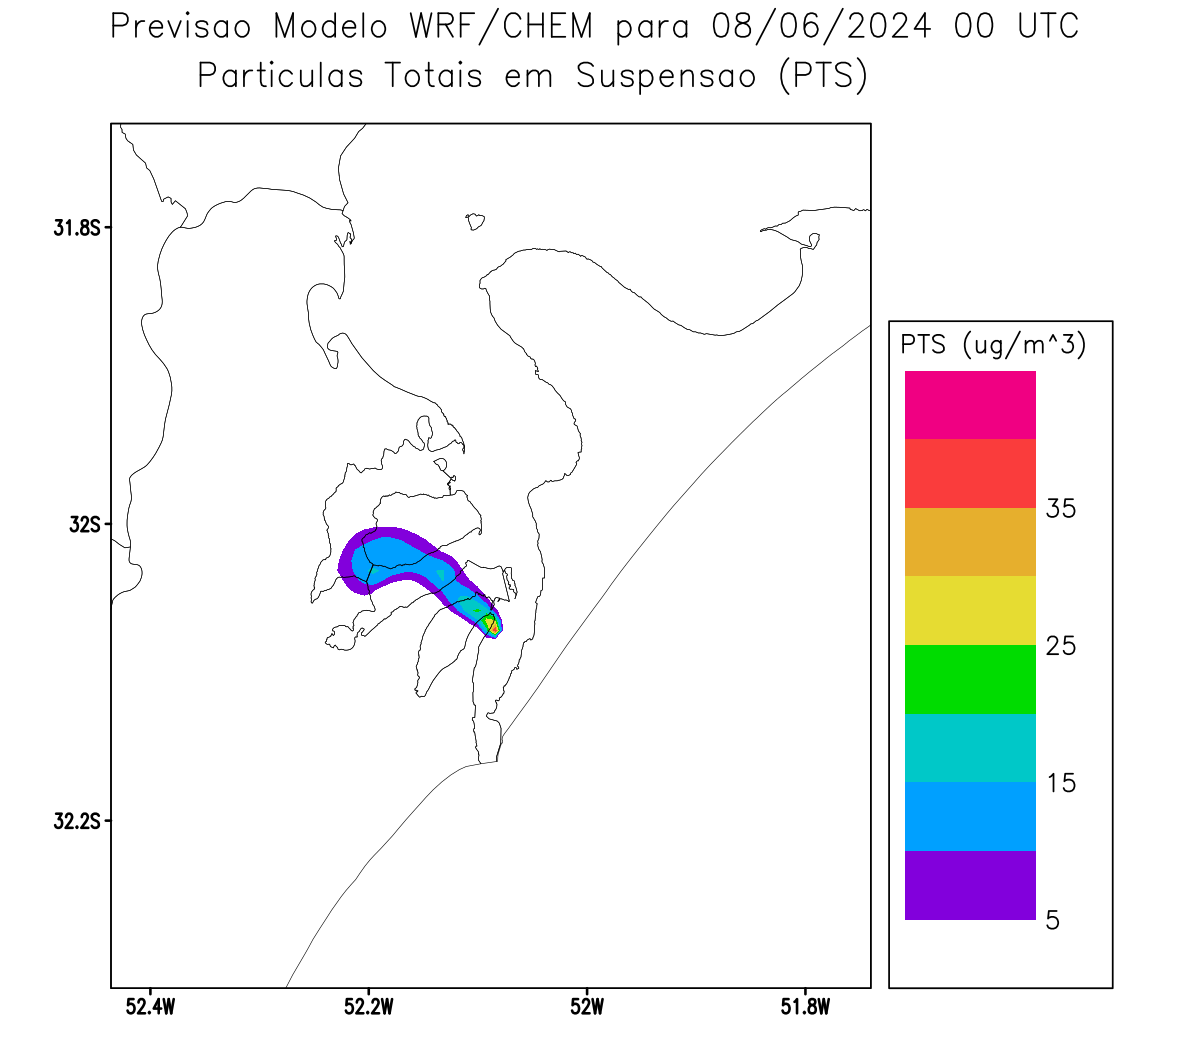 Previsao Modelo WRF/CHEM para 08/06/2024 00 UTC
Particulas Totais em Suspensao (PTS)
31.8S
32S
32.2S
52.4W
52.2W
52W
51.8W
PTS (ug/m^3)
35
25
15
5